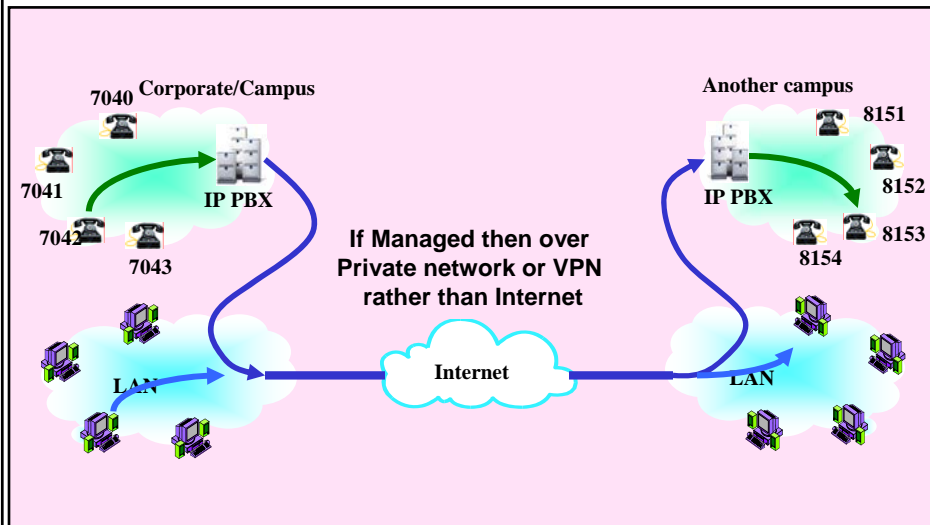 Corporate/Campus
7040
7041
7042
7043
IP PBX
Another campus
8151
8152
8153
8154
IP PBX
If Managed then over
Private network or VPN
rather than Internet
LAN
Internet
LAN